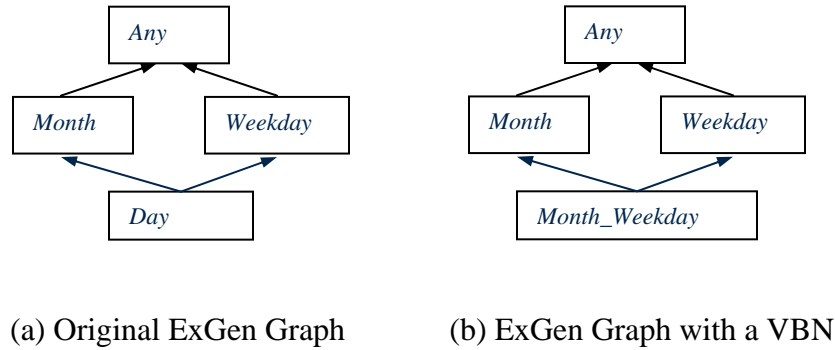 Any
Any
Month
Weekday
Month
Weekday
Day
Month_Weekday
(a) Original ExGen Graph
(b) ExGen Graph with a VBN